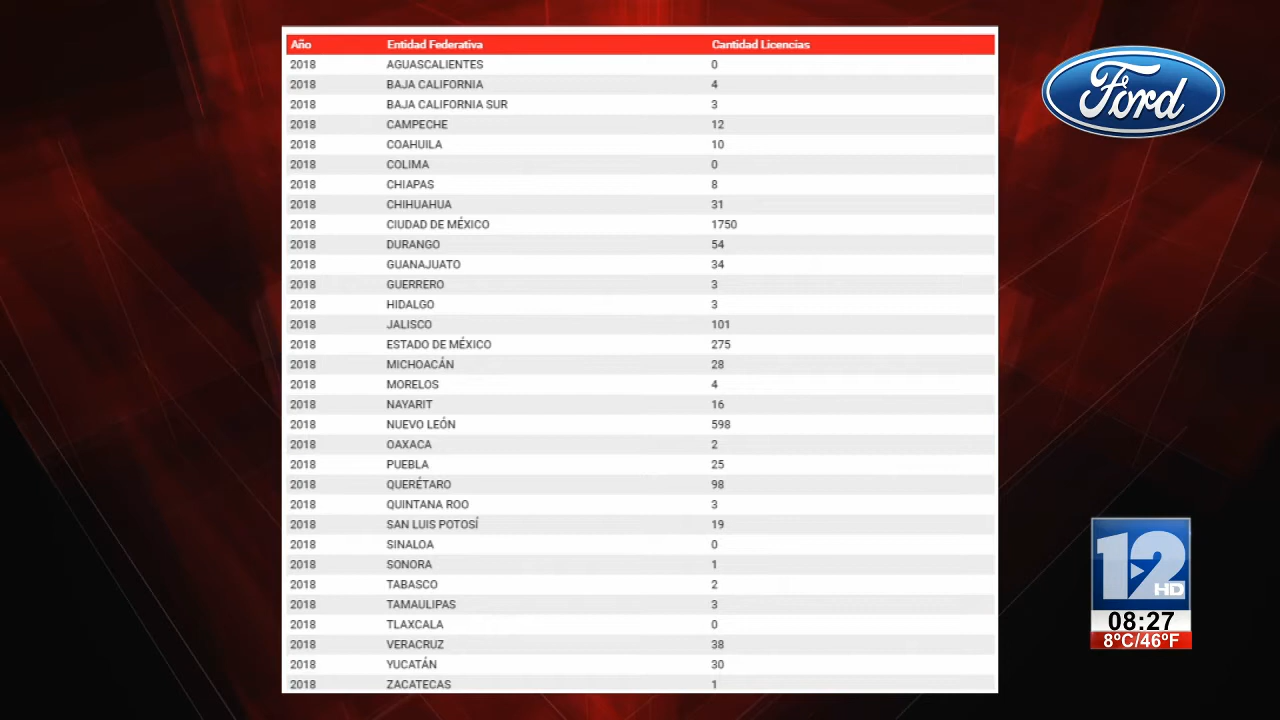 Año Entidad Federativa Cantidad Licencias
2018 AGUASCALIENTES 0
2018 BAJA CALIFORNIA 4
2018 BAJA CALIFORNIA SUR 3
2018 CAMPECHE 12
2018 COAHUILA 10
2018 COLIMA 0
2018 CHIAPAS 8
2018 CHIHUAHUA 31
2018 CIUDAD DE MÉXICO 1750
2018 DURANGO 54
2018 GUANAJUATO 34
2018 GUERRERO 3
2018 HIDALGO 3
2018 JALISCO 101
2018 ESTADO DE MÉXICO 275
2018 MICHOACÁN 28
2018 MORELOS 4
2018 NAYARIT 16
2018 NUEVO LEÓN 598
2018 OAXACA 2
2018 PUEBLA 25
2018 QUERÉTARO 98
2018 QUINTANA ROO 3
2018 SAN LUIS POTOSÍ 19
2018 SINALOA 0
2018 SONORA 1
2018 TABASCO 2
2018 TAMAULIPAS 3
2018 TLAXCALA 0
2018 VERACRUZ 38
2018 YUCATÁN 30
2018 ZACATECAS 1
Ford
12
HD
08:27
8ºC/46ºF